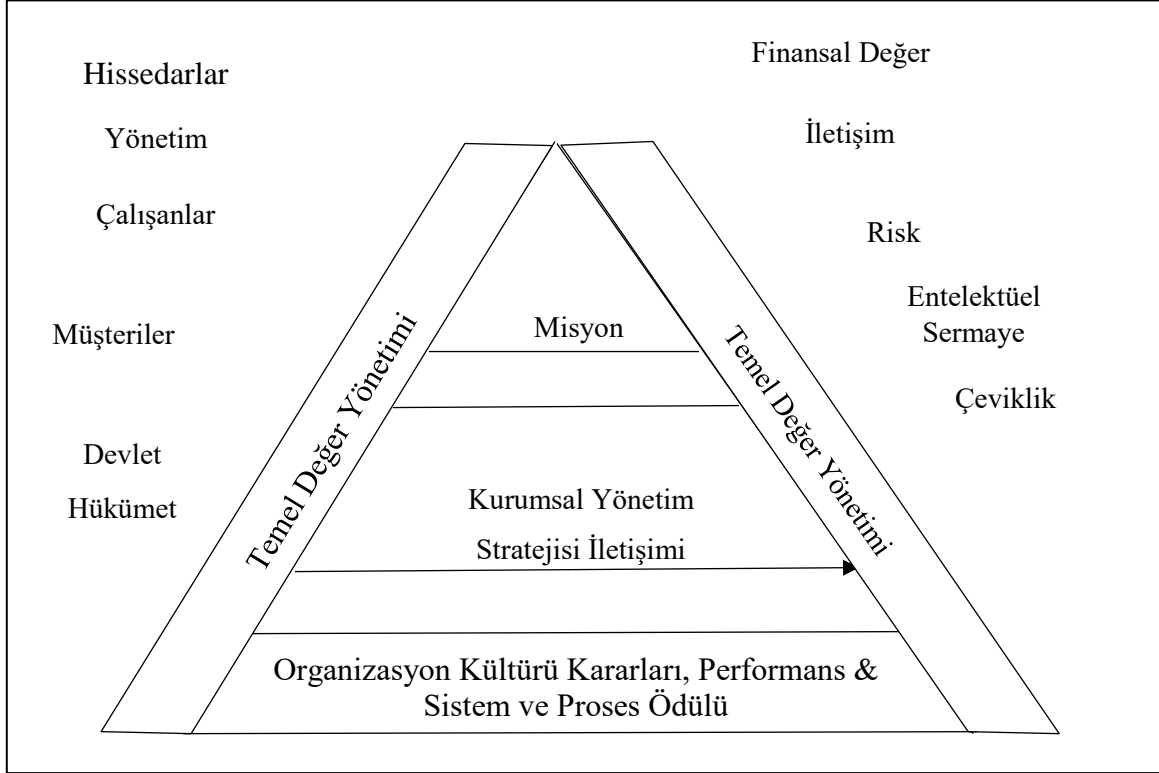 Hissedarlar
Yönetim
Çalışanlar
Müşteriler
Devlet
Hükümet
Temel Değer Yönetimi
Misyon
Kurumsal Yönetim
Stratejisi İletişimi
Organizasyon Kültürü Kararları, Performans &
Sistem ve Proses Ödülü
Temel Değer Yönetimi
Finansal Değer
İletişim
Risk
Entelektüel
Sermaye
Çeviklik